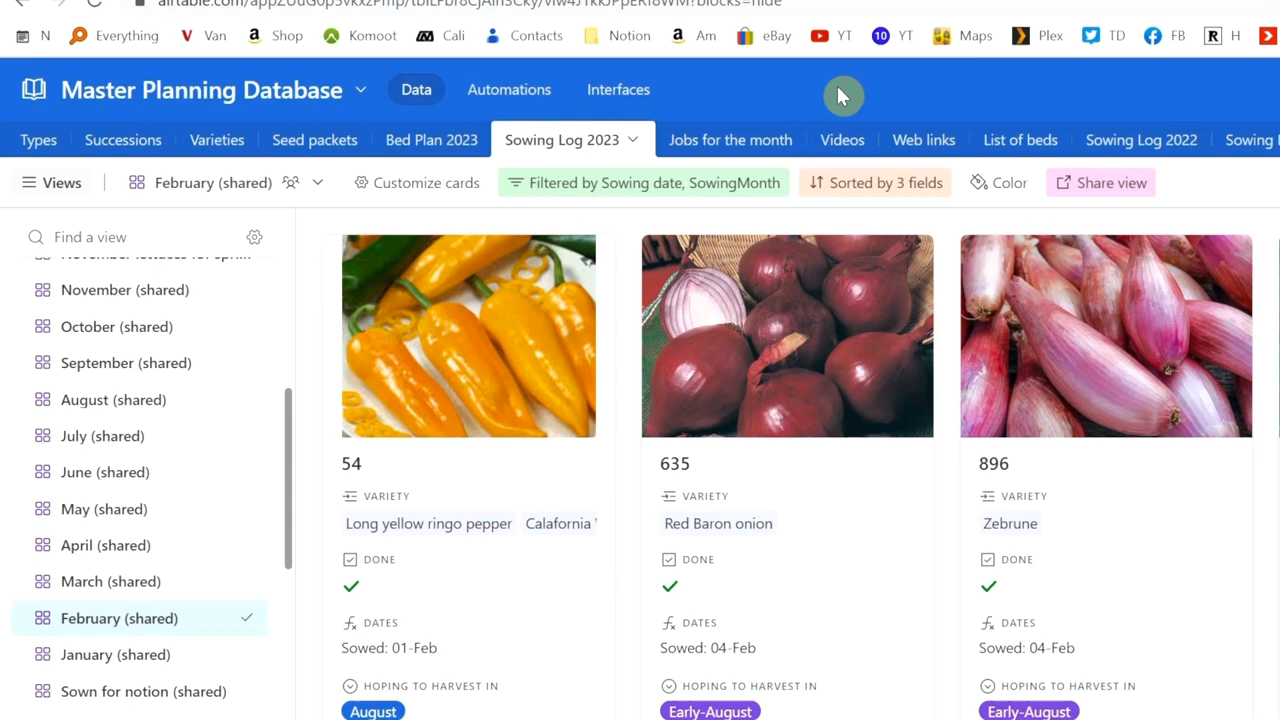 N Everything Van Shop Komoot Cali Contacts Notion Am eBay YT 10 YT Maps Plex TD FB R H
Master Planning Database Data Automations Interfaces
Types Successions Varieties Seed packets Bed Plan 2023 Sowing Log 2023 Jobs for the month Videos Web links List of beds Sowing Log 2022 Sowing
Views February (shared) Customize cards Filtered by Sowing date, SowingMonth Sorted by 3 fields Color Share view
Find a view
November (shared)
October (shared)
September (shared)
August (shared)
July (shared)
June (shared)
May (shared)
April (shared)
March (shared)
February (shared)
January (shared)
Sown for notion (shared)
54
VARIETY
Long yellow ringo pepper Calafornia
DONE
DATES
Sowed: 01-Feb
HOPING TO HARVEST IN
August
635
VARIETY
Red Baron onion
DONE
DATES
Sowed: 04-Feb
HOPING TO HARVEST IN
Early-August
896
VARIETY
Zebrune
DONE
DATES
Sowed: 04-Feb
HOPING TO HARVEST IN
Early-August